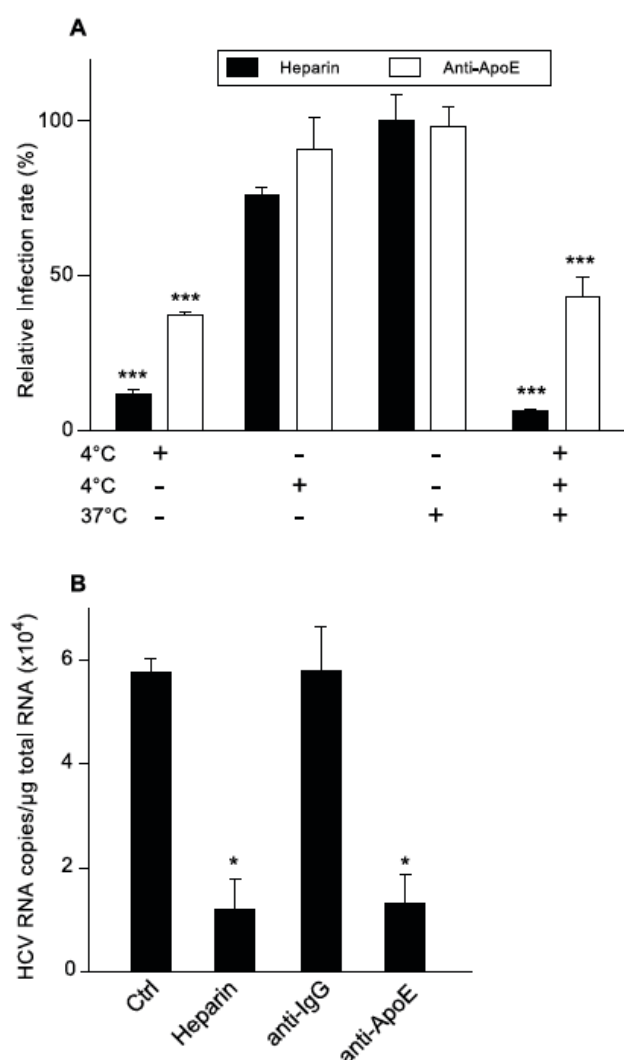 A
Heparin Anti-ApoE
Relative Infection rate (%)
100
50
0
*** *** *** ***
4°C + - - +
4°C - + - +
37°C - - + +
B
HCV RNA copies/µg total RNA (x10⁴)
6
4
2
0
* *
Ctrl Heparin anti-IgG anti-ApoE